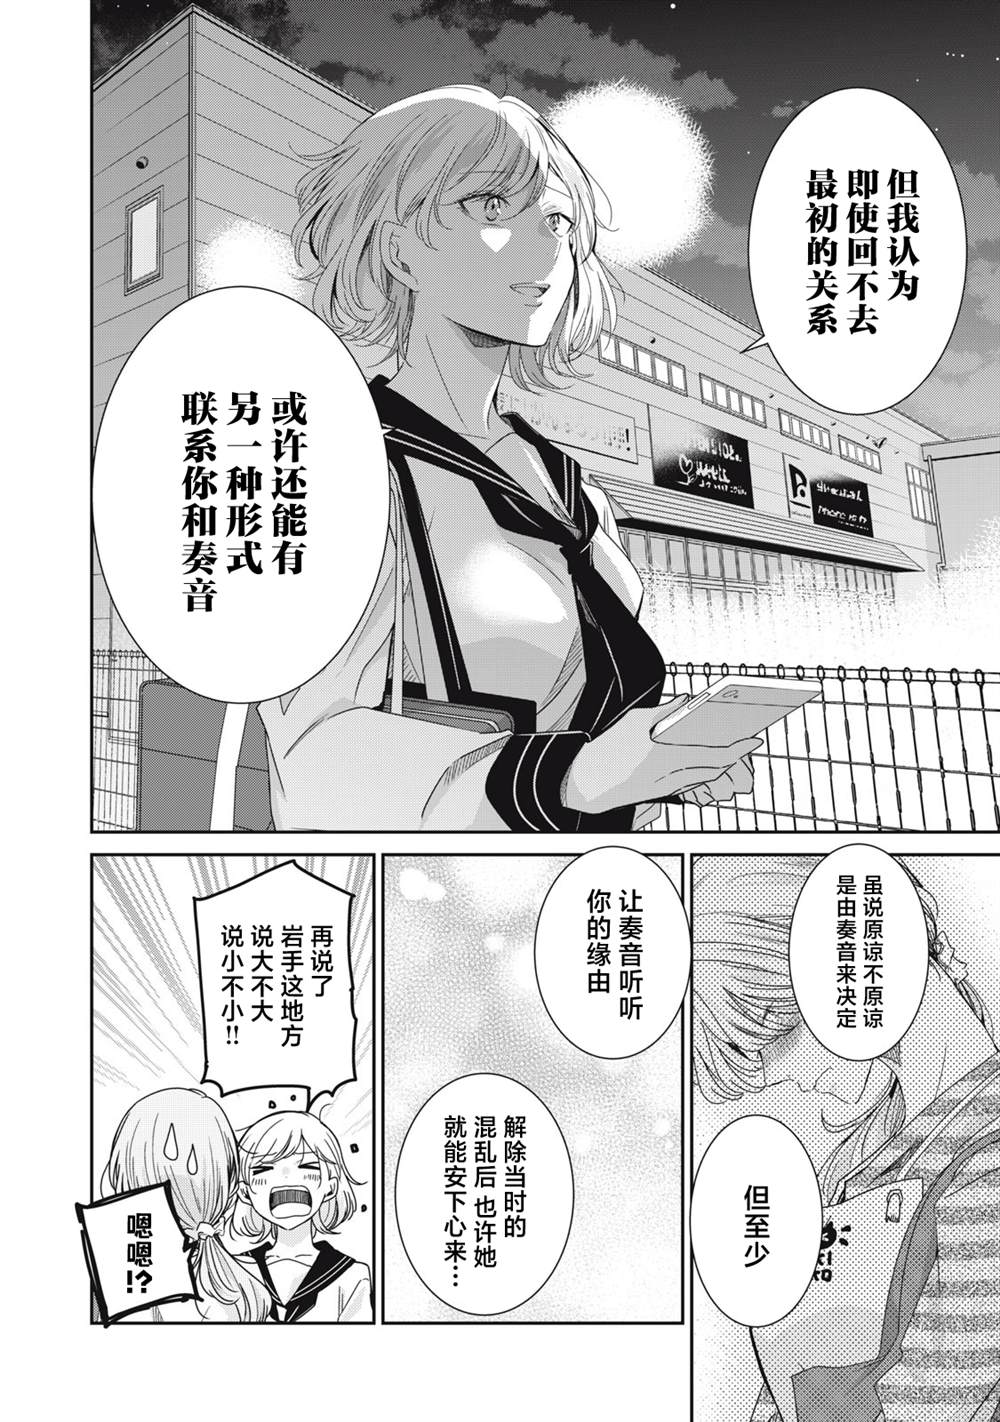 但我认为
即使回不去
最初的关系
或许还能有
另一种形式
联系你和奏音
虽说原谅不原谅
是由奏音来决定
但至少
让奏音听听
你的缘由
解除当时的
混乱后也许她
就能安下心来…
再说了
岩手这地方
说大不大
说小不小!!
嗯嗯!?